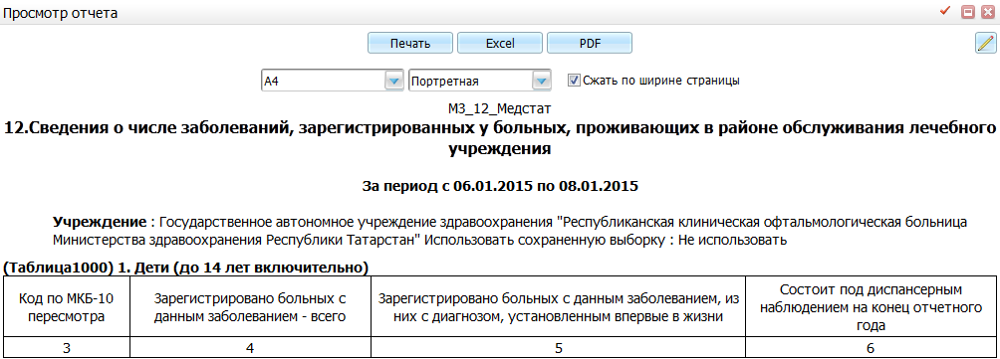 Просмотр отчета
Печать Excel PDF
A4 Портретная Сжать по ширине страницы
МЗ_12_Медстат
12.Сведения о числе заболеваний, зарегистрированных у больных, проживающих в районе обслуживания лечебного
учреждения
За период с 06.01.2015 по 08.01.2015
Учреждение : Государственное автономное учреждение здравоохранения "Республиканская клиническая офтальмологическая больница
Министерства здравоохранения Республики Татарстан" Использовать сохраненную выборку : Не использовать
(Таблица1000) 1. Дети (до 14 лет включительно)
Код по МКБ-10
пересмотра
Зарегистрировано больных с
данным заболеванием - всего
Зарегистрировано больных с данным заболеванием, из
них с диагнозом, установленным впервые в жизни
Состоит под диспансерным
наблюдением на конец отчетного
года
3 4 5 6